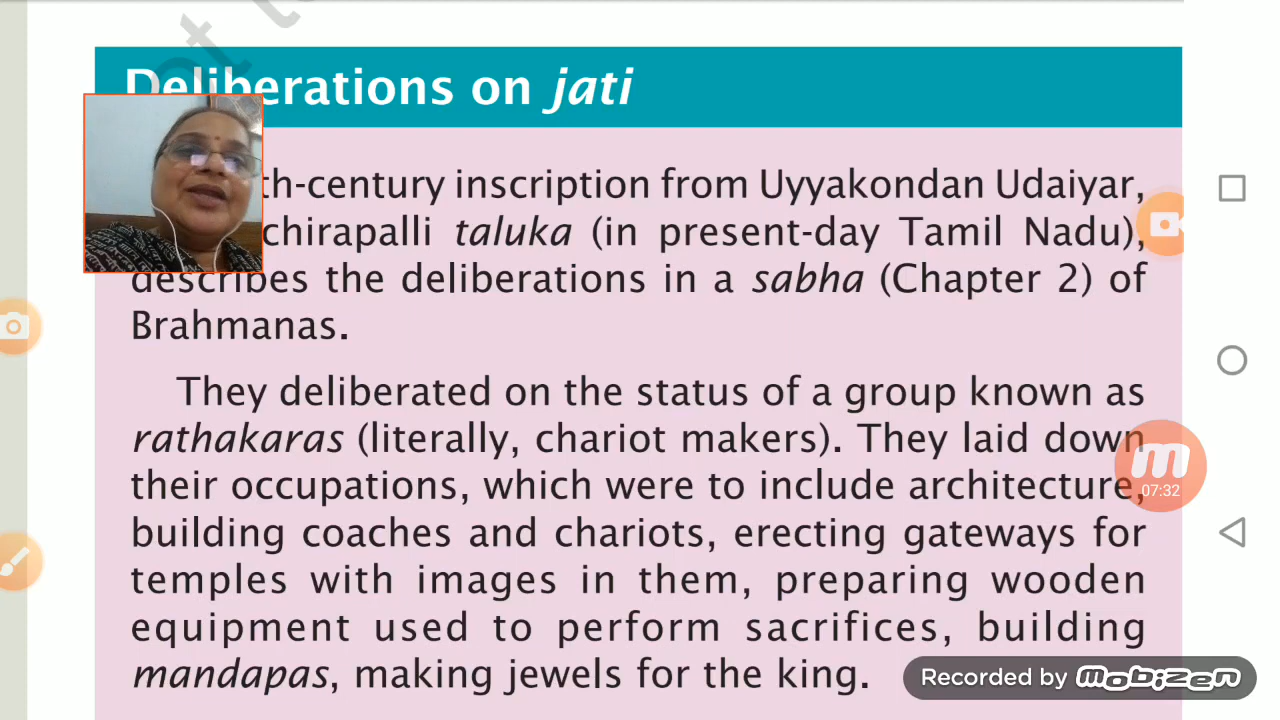 Deliberations on jati
th-century inscription from Uyyakondan Udaiyar,
chirapalli taluka (in present-day Tamil Nadu),
describes the deliberations in a sabha (Chapter 2) of
Brahmanas.
They deliberated on the status of a group known as
rathakaras (literally, chariot makers). They laid down
their occupations, which were to include architecture,
building coaches and chariots, erecting gateways for
temples with images in them, preparing wooden
equipment used to perform sacrifices, building
mandapas, making jewels for the king.
07:32
Recorded by mobizen